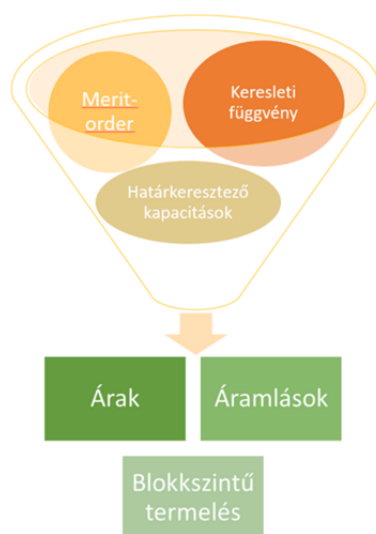 Merit-
order
Keresleti
függvény
Határkeresztező
kapacitások
Árak
Áramlások
Blokkszintű
termelés